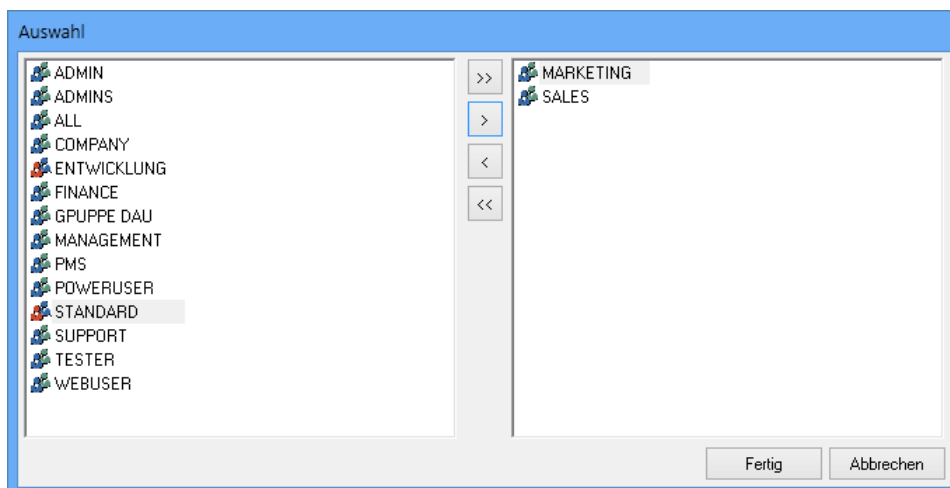 Auswahl
ADMIN
ADMINS
ALL
COMPANY
ENTWICKLUNG
FINANCE
GPUPPE DAU
MANAGEMENT
PMS
POWERUSER
STANDARD
SUPPORT
TESTER
WEBUSER
>>
>
<
<<
MARKETING
SALES
Fertig
Abbrechen